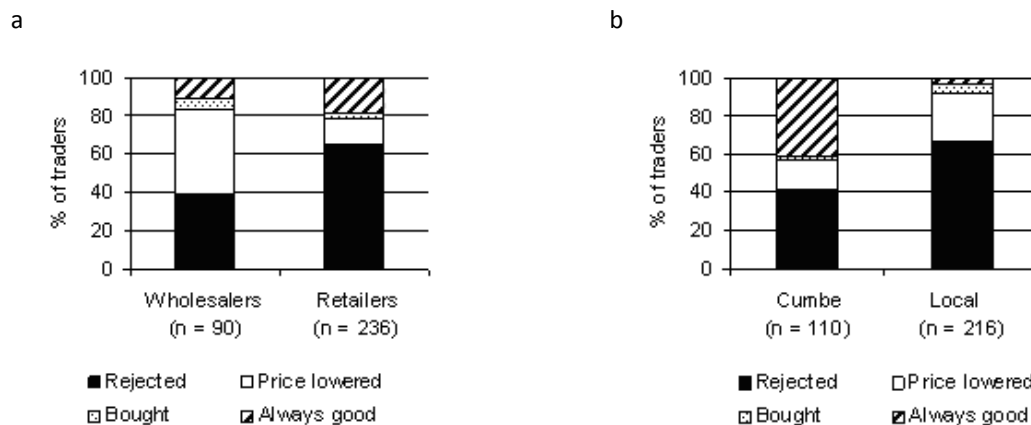 a
b
% of traders
100
80
60
40
20
0
Wholesalers
(n = 90)
Retailers
(n = 236)
Rejected
Price lowered
Bought
Always good
% of traders
100
80
60
40
20
0
Cumbe
(n = 110)
Local
(n = 216)
Rejected
Price lowered
Bought
Always good